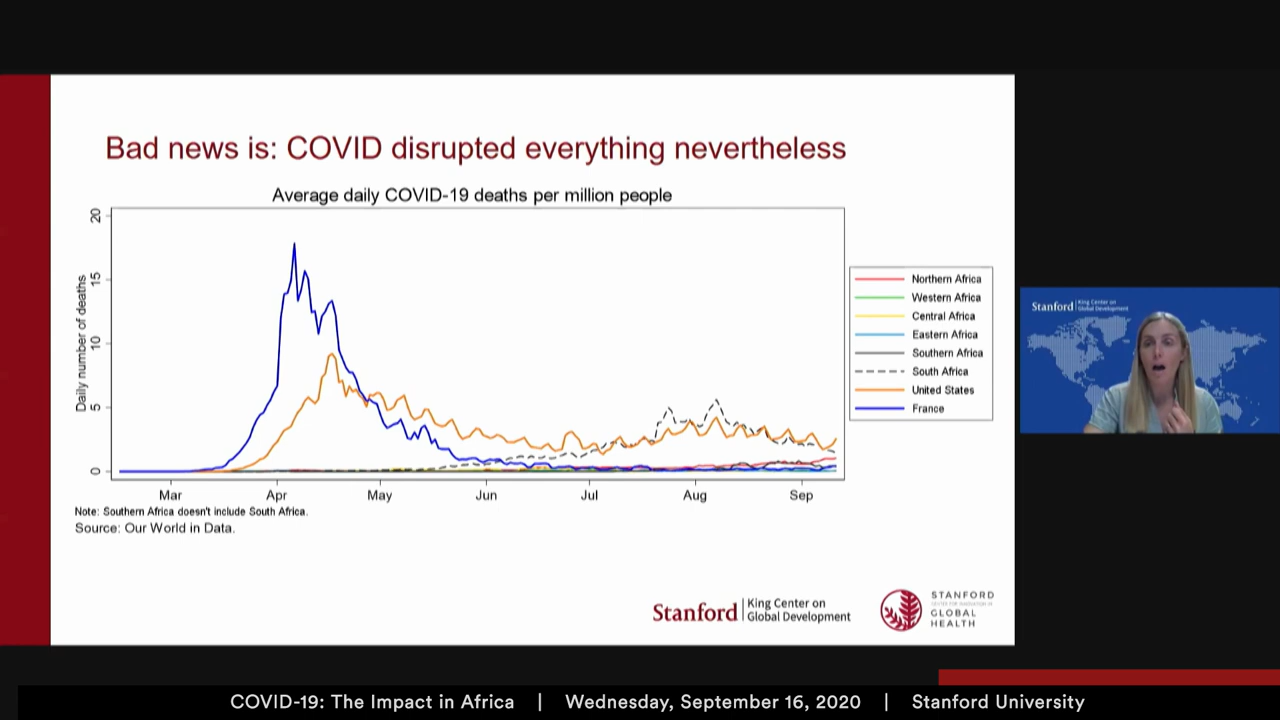 Bad news is: COVID disrupted everything nevertheless
Average daily COVID-19 deaths per million people
Daily number of deaths
20
15
10
5
0
Mar Apr May Jun Jul Aug Sep
Northern Africa
Western Africa
Central Africa
Eastern Africa
Southern Africa
South Africa
United States
France
Note: Southern Africa doesn't include South Africa.
Source: Our World in Data.
Stanford King Center on
Global Development
STANFORD
GLOBAL
HEALTH
Stanford King Center on
Global Development
COVID-19: The Impact in Africa | Wednesday, September 16, 2020 | Stanford University